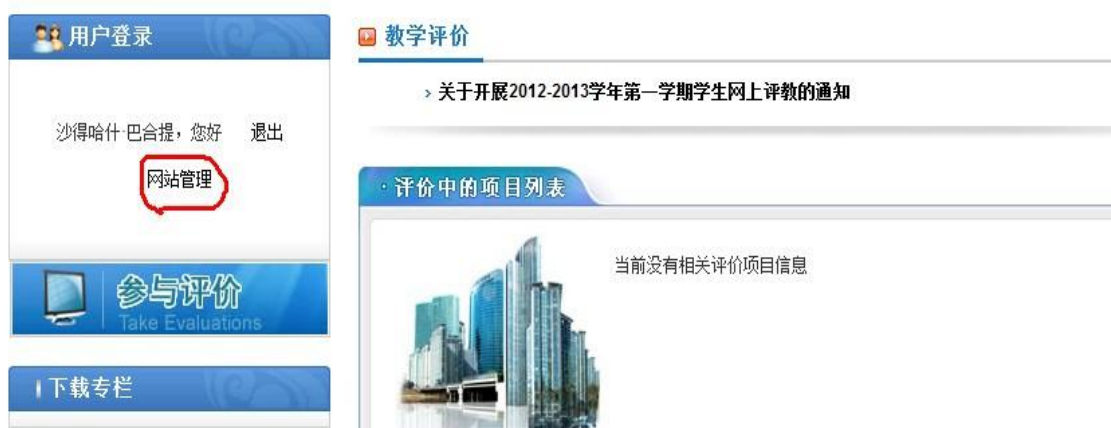 用户登录
沙得哈什·巴合提，您好 退出
网站管理
参与评价
Take Evaluations
下载专栏
教学评价
› 关于开展2012-2013学年第一学期学生网上评教的通知
·评价中的项目列表
当前没有相关评价项目信息